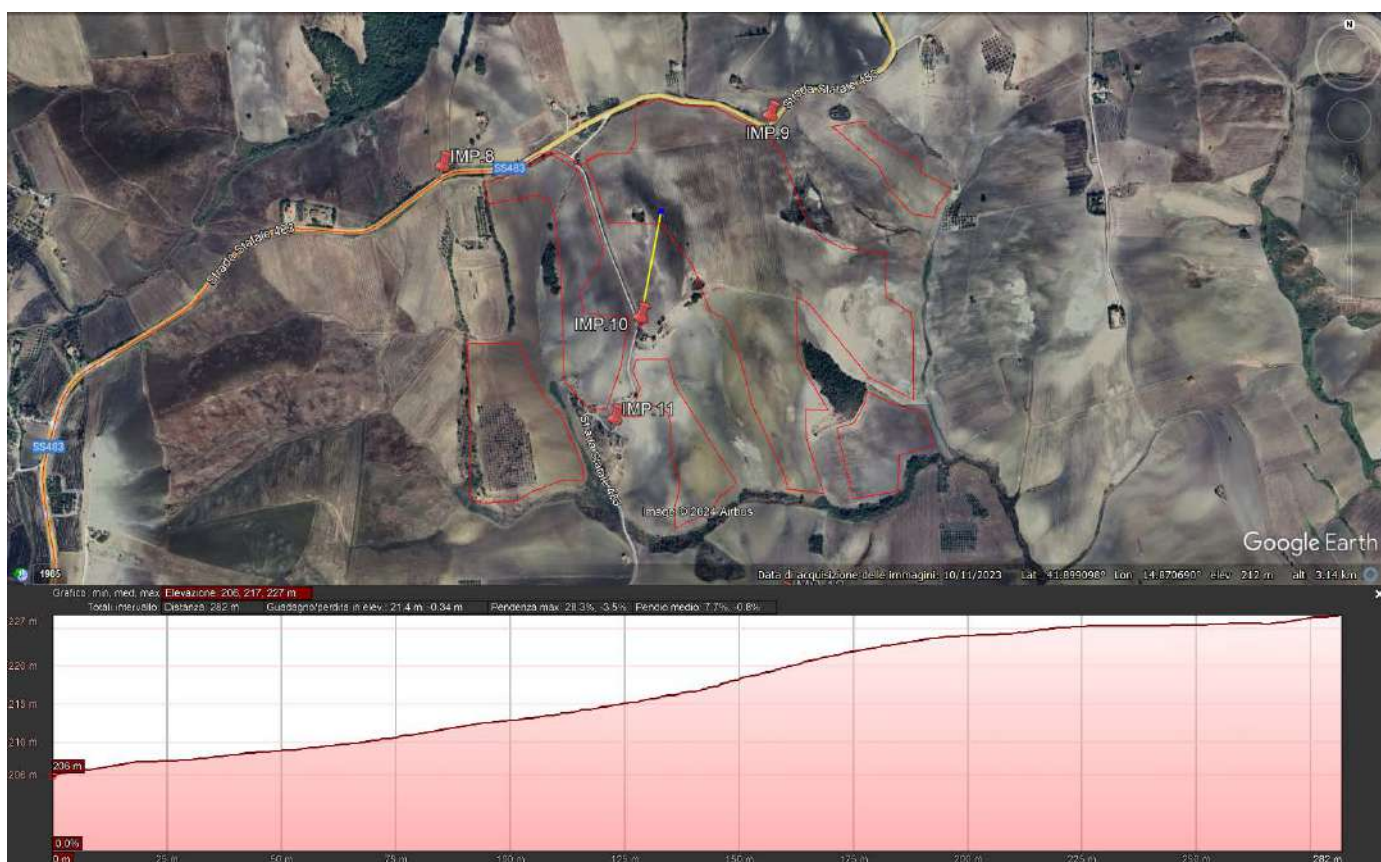 N
Strada Statale 483
IMP.9
IMP.8
SS483
Strada Statale 483
IMP.10
IMP.11
Strada Statale 483
SS483
Image © 2024 Airbus
Google Earth
1985
Data di acquisizione delle immagini: 10/11/2023 Lat 41.899098° Lon 14.870690° elev 212 m alt 3.14 km
Grafico: min, med, max Elevazione: 206, 217, 227 m
Totali intervallo: Distanza: 282 m Guadagno/perdita in elev.: 21.4 m, -0.34 m Pendenza max: 28.3%, -3.5% Pendio medio: 7.7%, -0.8%
227 m
220 m
215 m
210 m
206 m
206 m
0.0%
0 m 25 m 50 m 75 m 100 m 125 m 150 m 175 m 200 m 225 m 250 m 282 m